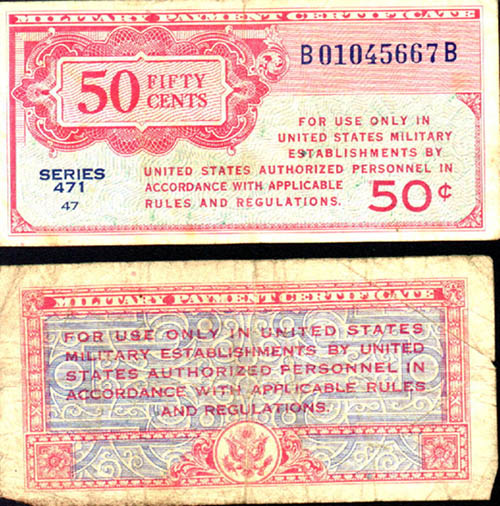 MILITARY PAYMENT CERTIFICATE
B01045667B
50 FIFTY
CENTS
FOR USE ONLY IN
UNITED STATES MILITARY
ESTABLISHMENTS BY
UNITED STATES AUTHORIZED PERSONNEL IN
ACCORDANCE WITH APPLICABLE
RULES AND REGULATIONS.
50¢
SERIES
471
47
MILITARY PAYMENT CERTIFICATE
FOR USE ONLY IN UNITED STATES
MILITARY ESTABLISHMENTS BY UNITED
STATES AUTHORIZED PERSONNEL IN
ACCORDANCE WITH APPLICABLE RULES
AND REGULATIONS.